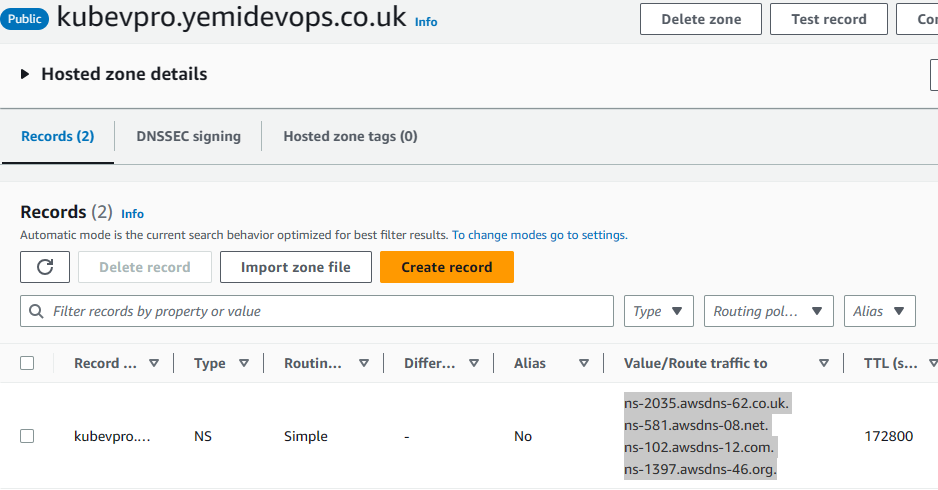 Public kubevpro.yemidevops.co.uk Info Delete zone Test record Con
Hosted zone details
Records (2) DNSSEC signing Hosted zone tags (0)
Records (2) Info
Automatic mode is the current search behavior optimized for best filter results. To change modes go to settings.
Delete record Import zone file Create record
Filter records by property or value Type Routing pol... Alias
Record ... Type Routin... Differ... Alias Value/Route traffic to TTL (s...
ns-2035.awsdns-62.co.uk.
ns-581.awsdns-08.net.
kubevpro.... NS Simple - No 172800
ns-102.awsdns-12.com.
ns-1397.awsdns-46.org.